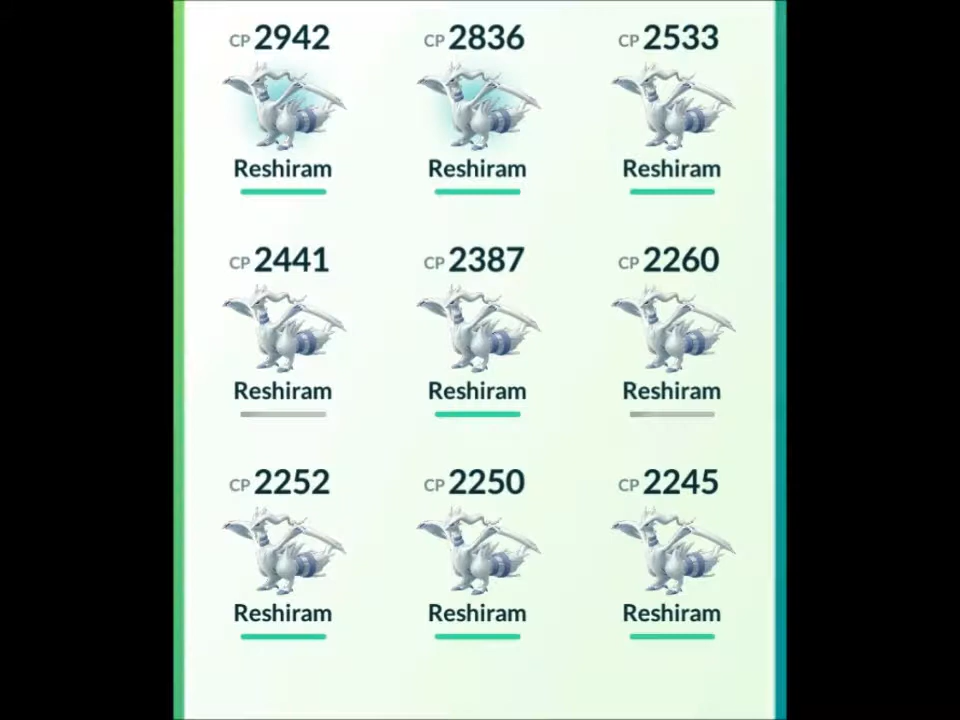 CP 2942 CP 2836 CP 2533
Reshiram Reshiram Reshiram
CP 2441 CP 2387 CP 2260
Reshiram Reshiram Reshiram
CP 2252 CP 2250 CP 2245
Reshiram Reshiram Reshiram